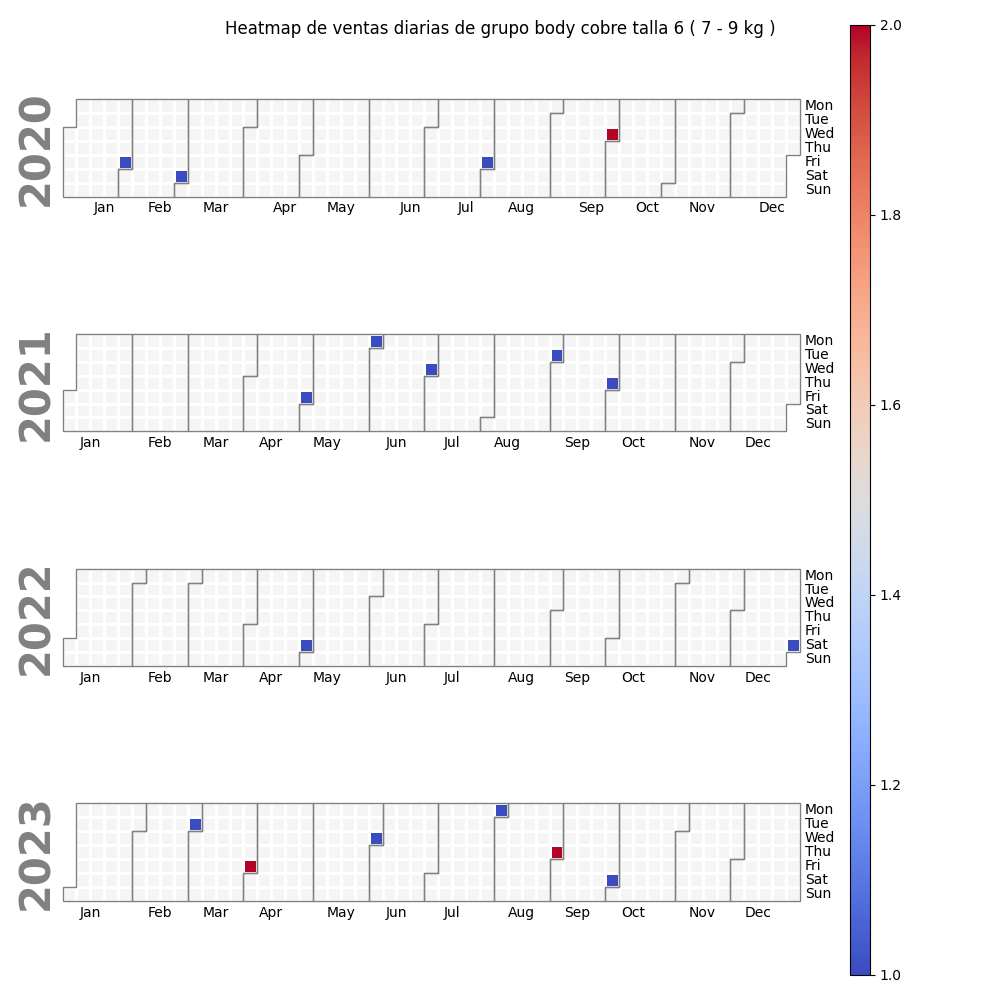 Heatmap de ventas diarias de grupo body cobre talla 6 ( 7 - 9 kg )
2020
Mon
Tue
Wed
Thu
Fri
Sat
Sun
Jan Feb Mar Apr May Jun Jul Aug Sep Oct Nov Dec
2021
Mon
Tue
Wed
Thu
Fri
Sat
Sun
Jan Feb Mar Apr May Jun Jul Aug Sep Oct Nov Dec
2022
Mon
Tue
Wed
Thu
Fri
Sat
Sun
Jan Feb Mar Apr May Jun Jul Aug Sep Oct Nov Dec
2023
Mon
Tue
Wed
Thu
Fri
Sat
Sun
Jan Feb Mar Apr May Jun Jul Aug Sep Oct Nov Dec
2.0
1.8
1.6
1.4
1.2
1.0